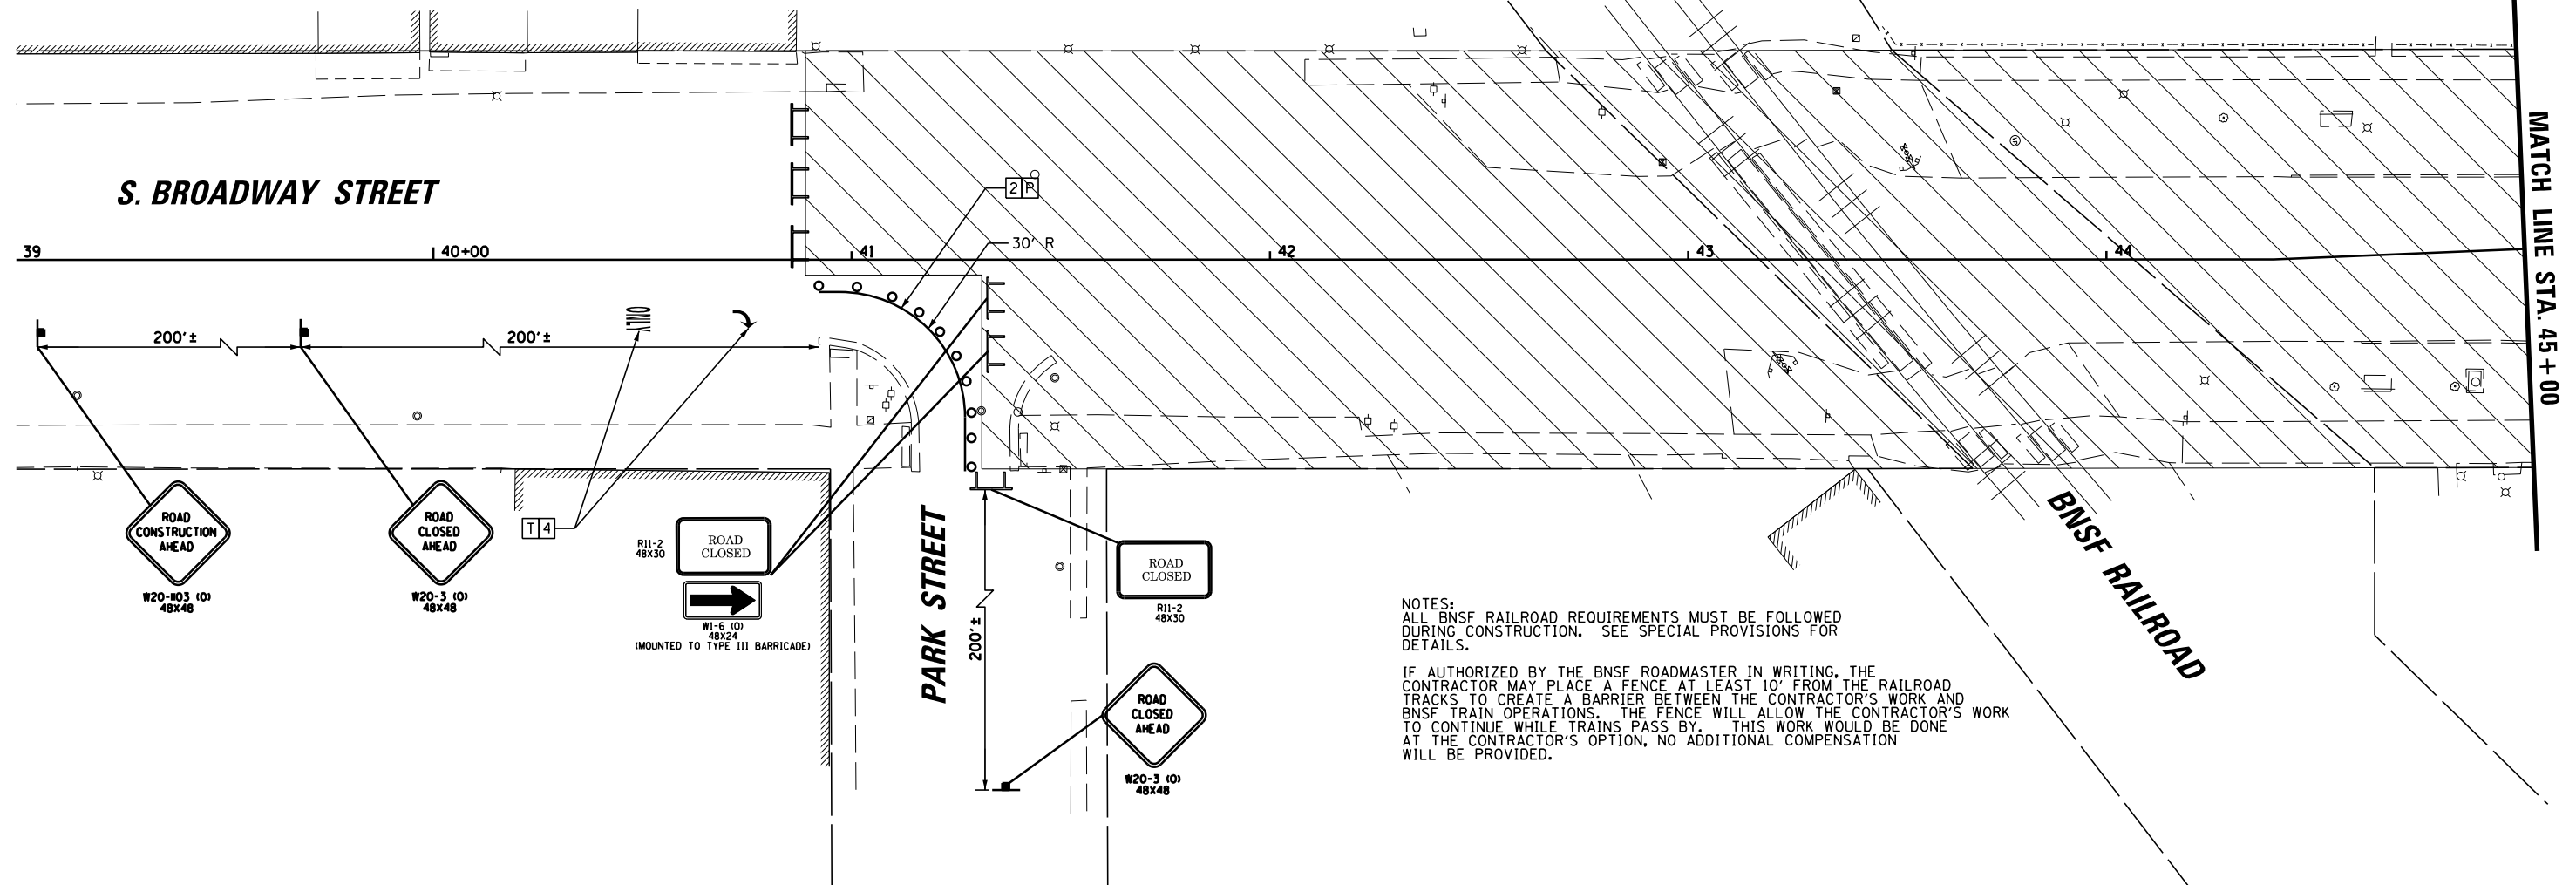 S. BROADWAY STREET
39
40+00
41
42
43
44
MATCH LINE STA. 45+00
2 P
30' R
200'±
200'±
ONLY
ROAD
CONSTRUCTION
AHEAD
W20-1103 (O)
48X48
ROAD
CLOSED
AHEAD
W20-3 (O)
48X48
T 4
R11-2
48X30
ROAD
CLOSED
W1-6 (O)
48X24
(MOUNTED TO TYPE III BARRICADE)
PARK STREET
200'±
ROAD
CLOSED
R11-2
48X30
ROAD
CLOSED
AHEAD
W20-3 (O)
48X48
BNSF RAILROAD
NOTES:
ALL BNSF RAILROAD REQUIREMENTS MUST BE FOLLOWED
DURING CONSTRUCTION. SEE SPECIAL PROVISIONS FOR
DETAILS.
IF AUTHORIZED BY THE BNSF ROADMASTER IN WRITING, THE
CONTRACTOR MAY PLACE A FENCE AT LEAST 10' FROM THE RAILROAD
TRACKS TO CREATE A BARRIER BETWEEN THE CONTRACTOR'S WORK AND
BNSF TRAIN OPERATIONS. THE FENCE WILL ALLOW THE CONTRACTOR'S WORK
TO CONTINUE WHILE TRAINS PASS BY. THIS WORK WOULD BE DONE
AT THE CONTRACTOR'S OPTION, NO ADDITIONAL COMPENSATION
WILL BE PROVIDED.